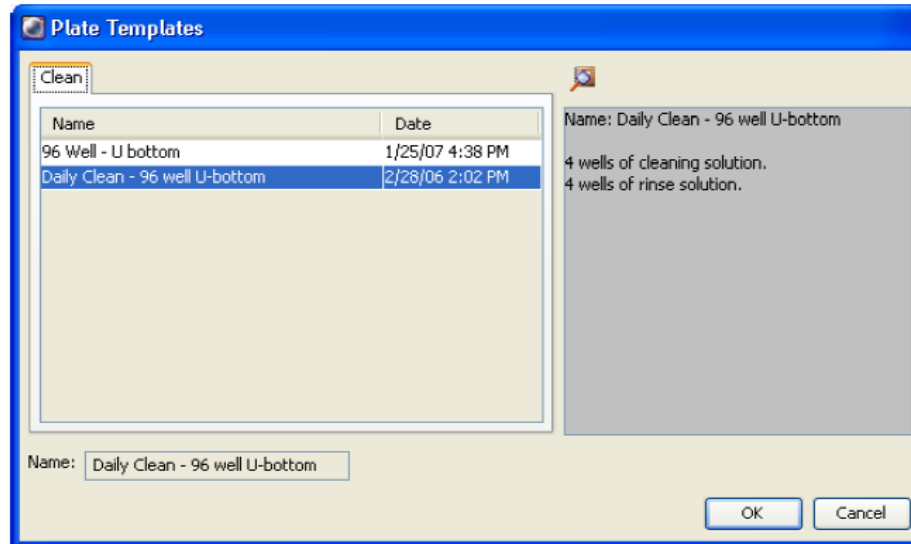 Plate Templates
Clean
Name Date
96 Well - U bottom 1/25/07 4:38 PM
Daily Clean - 96 well U-bottom 2/28/06 2:02 PM
Name: Daily Clean - 96 well U-bottom
4 wells of cleaning solution.
4 wells of rinse solution.
Name: Daily Clean - 96 well U-bottom
OK Cancel